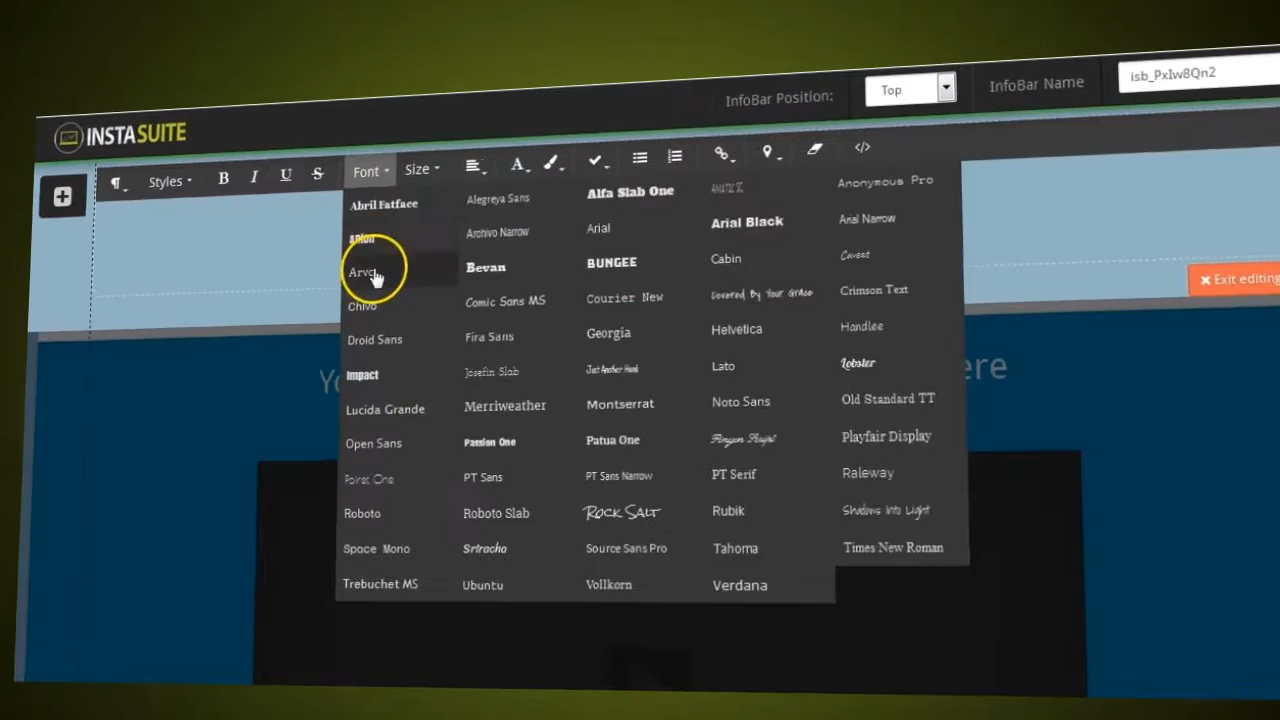 InfoBar Position:
Top
InfoBar Name
isb_PxIw8Qn2
INSTASUITE
Styles
B
I
U
S
Font
Size
A
</>
Abril Fatface
Alegreya Sans
Alfa Slab One
AMATIC SC
Anonymous Pro
Anton
Archivo Narrow
Arial
Arial Black
Arial Narrow
Arvo
Bevan
BUNGEE
Cabin
Caveat
Chivo
Comic Sans MS
Courier New
Covered By Your Grace
Crimson Text
Droid Sans
Fira Sans
Georgia
Helvetica
Handlee
Impact
Josefin Slab
Just Another Hand
Lato
Lobster
Lucida Grande
Merriweather
Montserrat
Noto Sans
Old Standard TT
Open Sans
Passion One
Patua One
Playfair Display
Poiret One
PT Sans
PT Sans Narrow
PT Serif
Raleway
Roboto
Roboto Slab
ROCK SALT
Rubik
Shadows Into Light
Space Mono
Sriracha
Source Sans Pro
Tahoma
Times New Roman
Trebuchet MS
Ubuntu
Vollkorn
Verdana
Exit editing